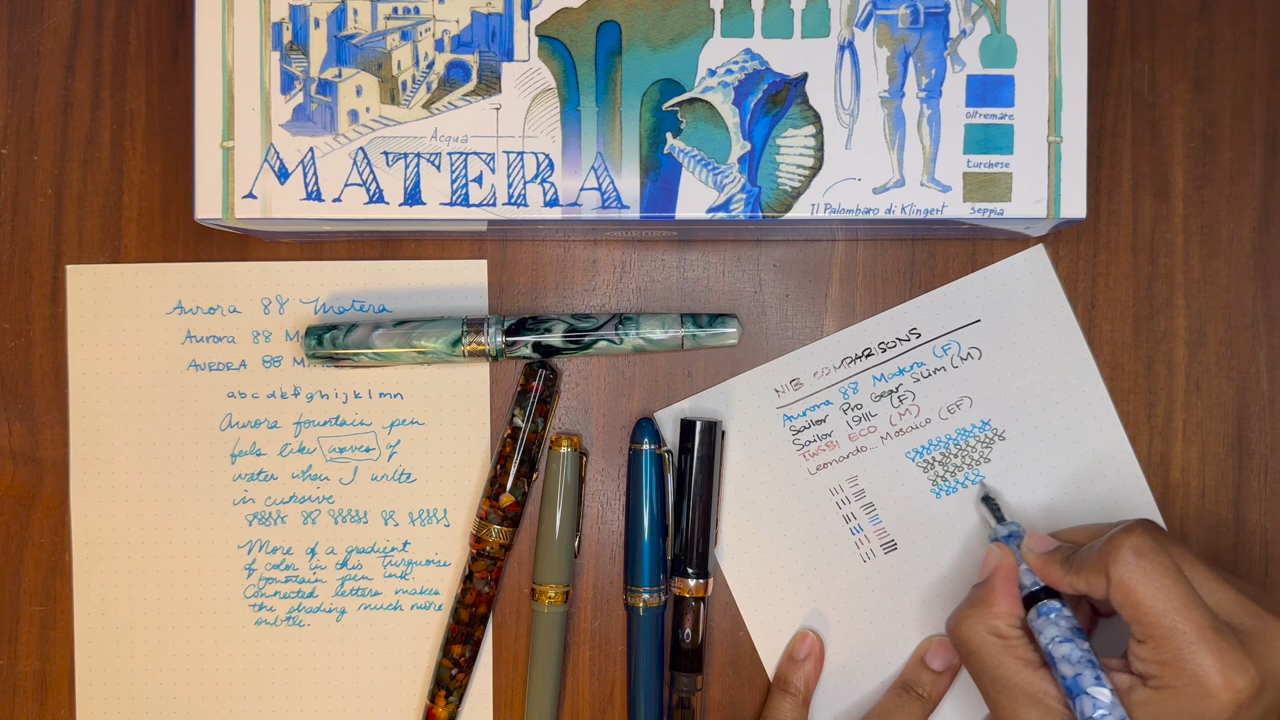 Acqua
MATERA
oltremare
turchese
seppia
Il Palombaro di Klingert
AURORA
Aurora 88 Matera
Aurora 88 M
AURORA 88 M
abcdefghijklmn
Aurora fountain pen
feels like waves of
water when I write
in cursive
More of a gradient
of color in this Turquoise
fountain pen ink.
Connected letters makes
the shading much more
subtle.
NIB COMPARISONS
Aurora 88 Matera (F)
Sailor Pro Gear Slim (M)
Sailor 1911L (F)
TWSBI ECO (M)
Leonardo... Mosaico (EF)